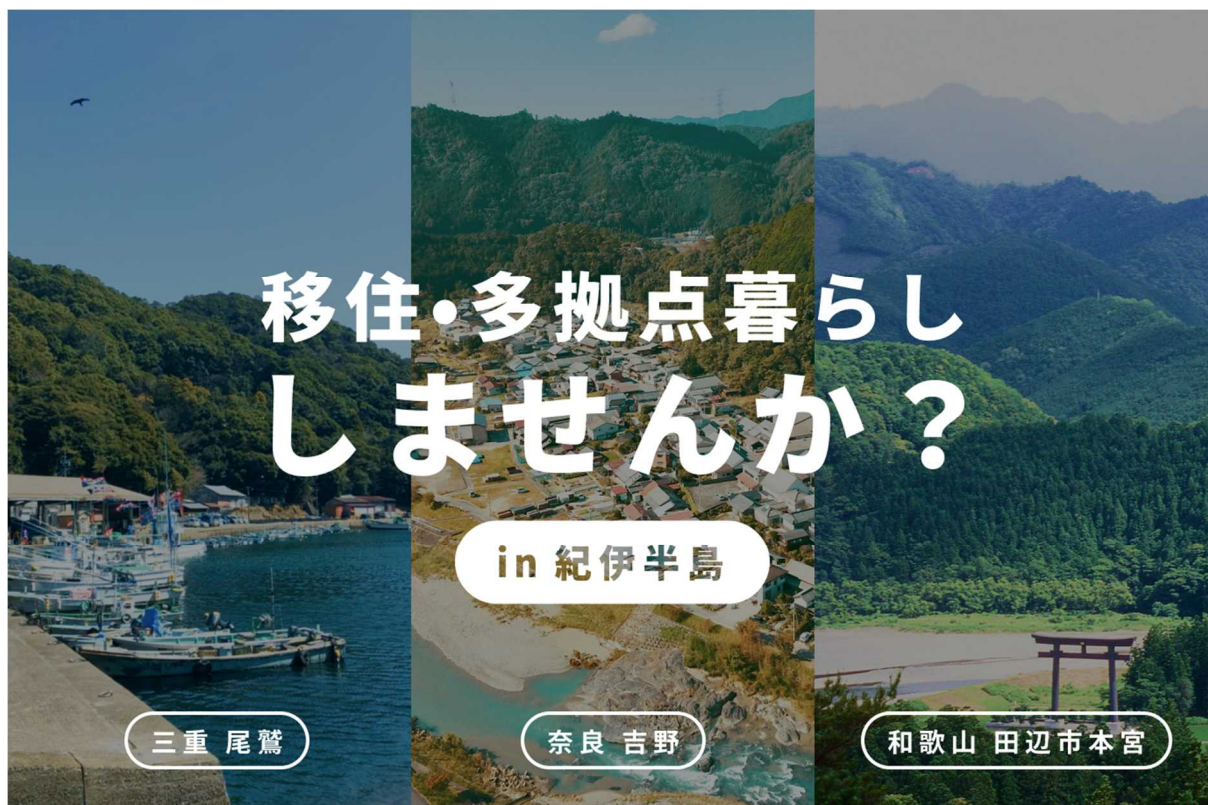 移住・多拠点暮らし
しませんか？
in 紀伊半島
三重 尾鷲
奈良 吉野
和歌山 田辺市本宮